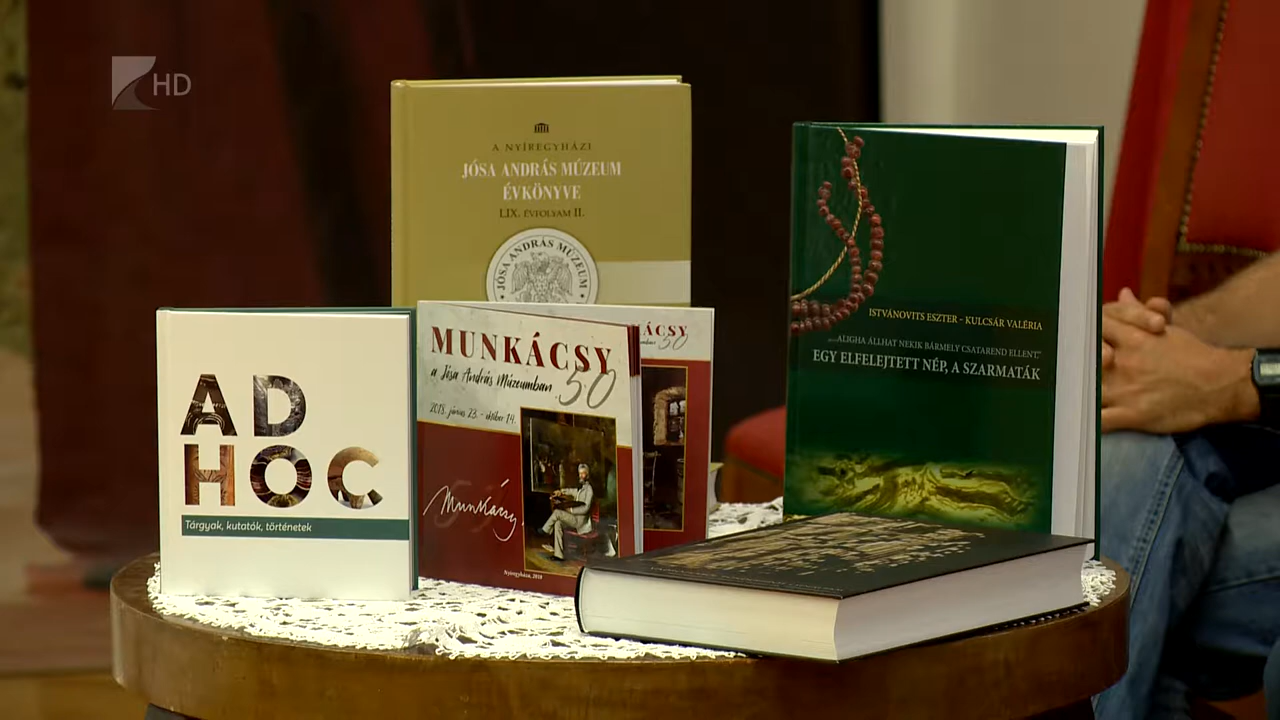 HD
A NYÍREGYHÁZI
JÓSA ANDRÁS MÚZEUM
ÉVKÖNYVE
LIX. ÉVFOLYAM II.
JÓSA ANDRÁS MÚZEUM
AD
HOC
Tárgyak, kutatók, történetek
MUNKÁCSY
a Jósa András Múzeumban 50
2018. június 23. - október 14.
Munkácsy
Nyíregyháza, 2018
ÁCSY
50
ISTVÁNOVITS ESZTER - KULCSÁR VALÉRIA
„...ALIGHA ÁLLHAT NEKIK BÁRMELY CSATAREND ELLENT.”
EGY ELFELEJTETT NÉP, A SZARMATÁK